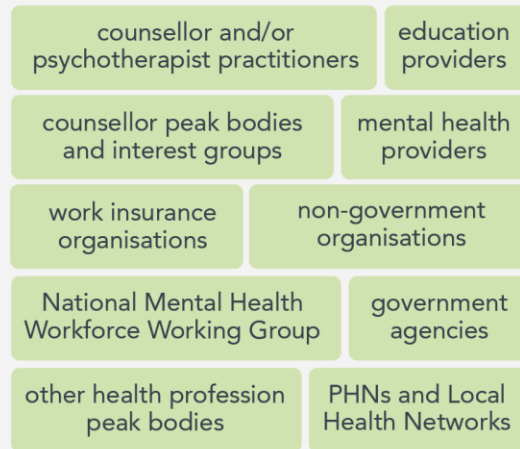 counsellor and/or
psychotherapist practitioners
education
providers
counsellor peak bodies
and interest groups
mental health
providers
work insurance
organisations
non-government
organisations
National Mental Health
Workforce Working Group
government
agencies
other health profession
peak bodies
PHNs and Local
Health Networks